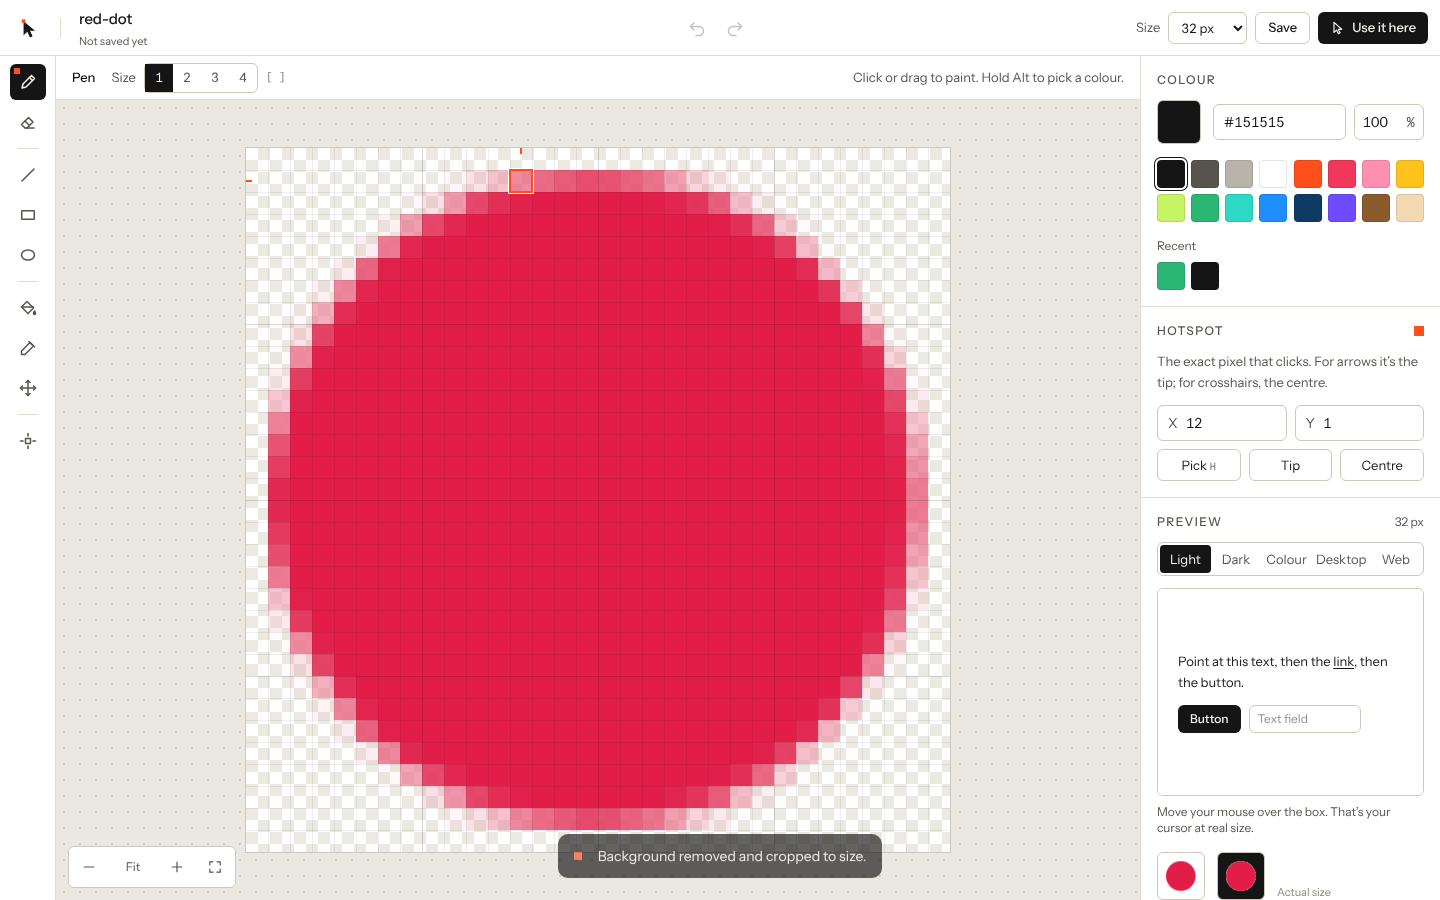 red-dot
Not saved yet
Size 32 px Save Use it here
Pen Size 1 2 3 4 [ ] Click or drag to paint. Hold Alt to pick a colour.
COLOUR
#151515 100 %
Recent
HOTSPOT
The exact pixel that clicks. For arrows it's the
tip; for crosshairs, the centre.
X 12 Y 1
Pick H Tip Centre
PREVIEW 32 px
Light Dark Colour Desktop Web
Point at this text, then the link, then
the button.
Button Text field
Move your mouse over the box. That's your
cursor at real size.
Actual size
Fit
Background removed and cropped to size.